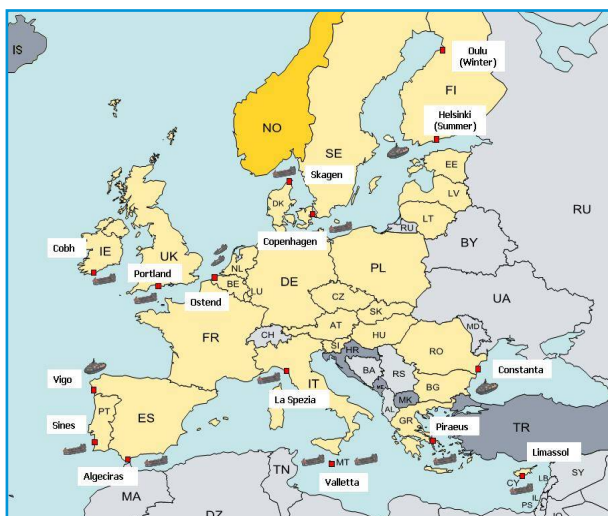 IS
Oulu
(Winter)
FI
NO
Helsinki
(Summer)
SE
Skagen
EE
LV
RU
DK
LT
RU
Copenhagen
BY
Cobh
IE
UK
Portland
NL
DE
PL
BE
Ostend
LU
UA
CZ
SK
FR
CH
AT
HU
MD
SI
HR
RO
Vigo
BA
RS
Constanta
IT
La Spezia
BG
PT
ES
MK
AL
Sines
GR
Piraeus
TR
Limassol
Algeciras
TN
MT
Valletta
CY
LB
SY
MA
IL
PS
DZ